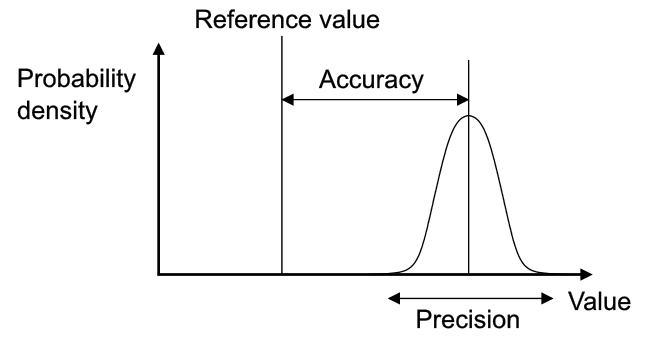 Reference value
Probability
density
Accuracy
Value
Precision